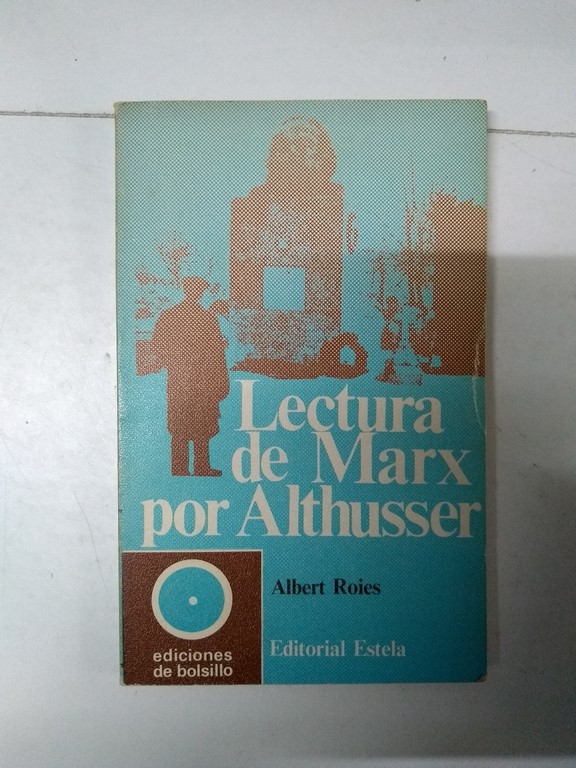 Lectura
de Marx
por Althusser
Albert Roies
Editorial Estela
ediciones
de bolsillo